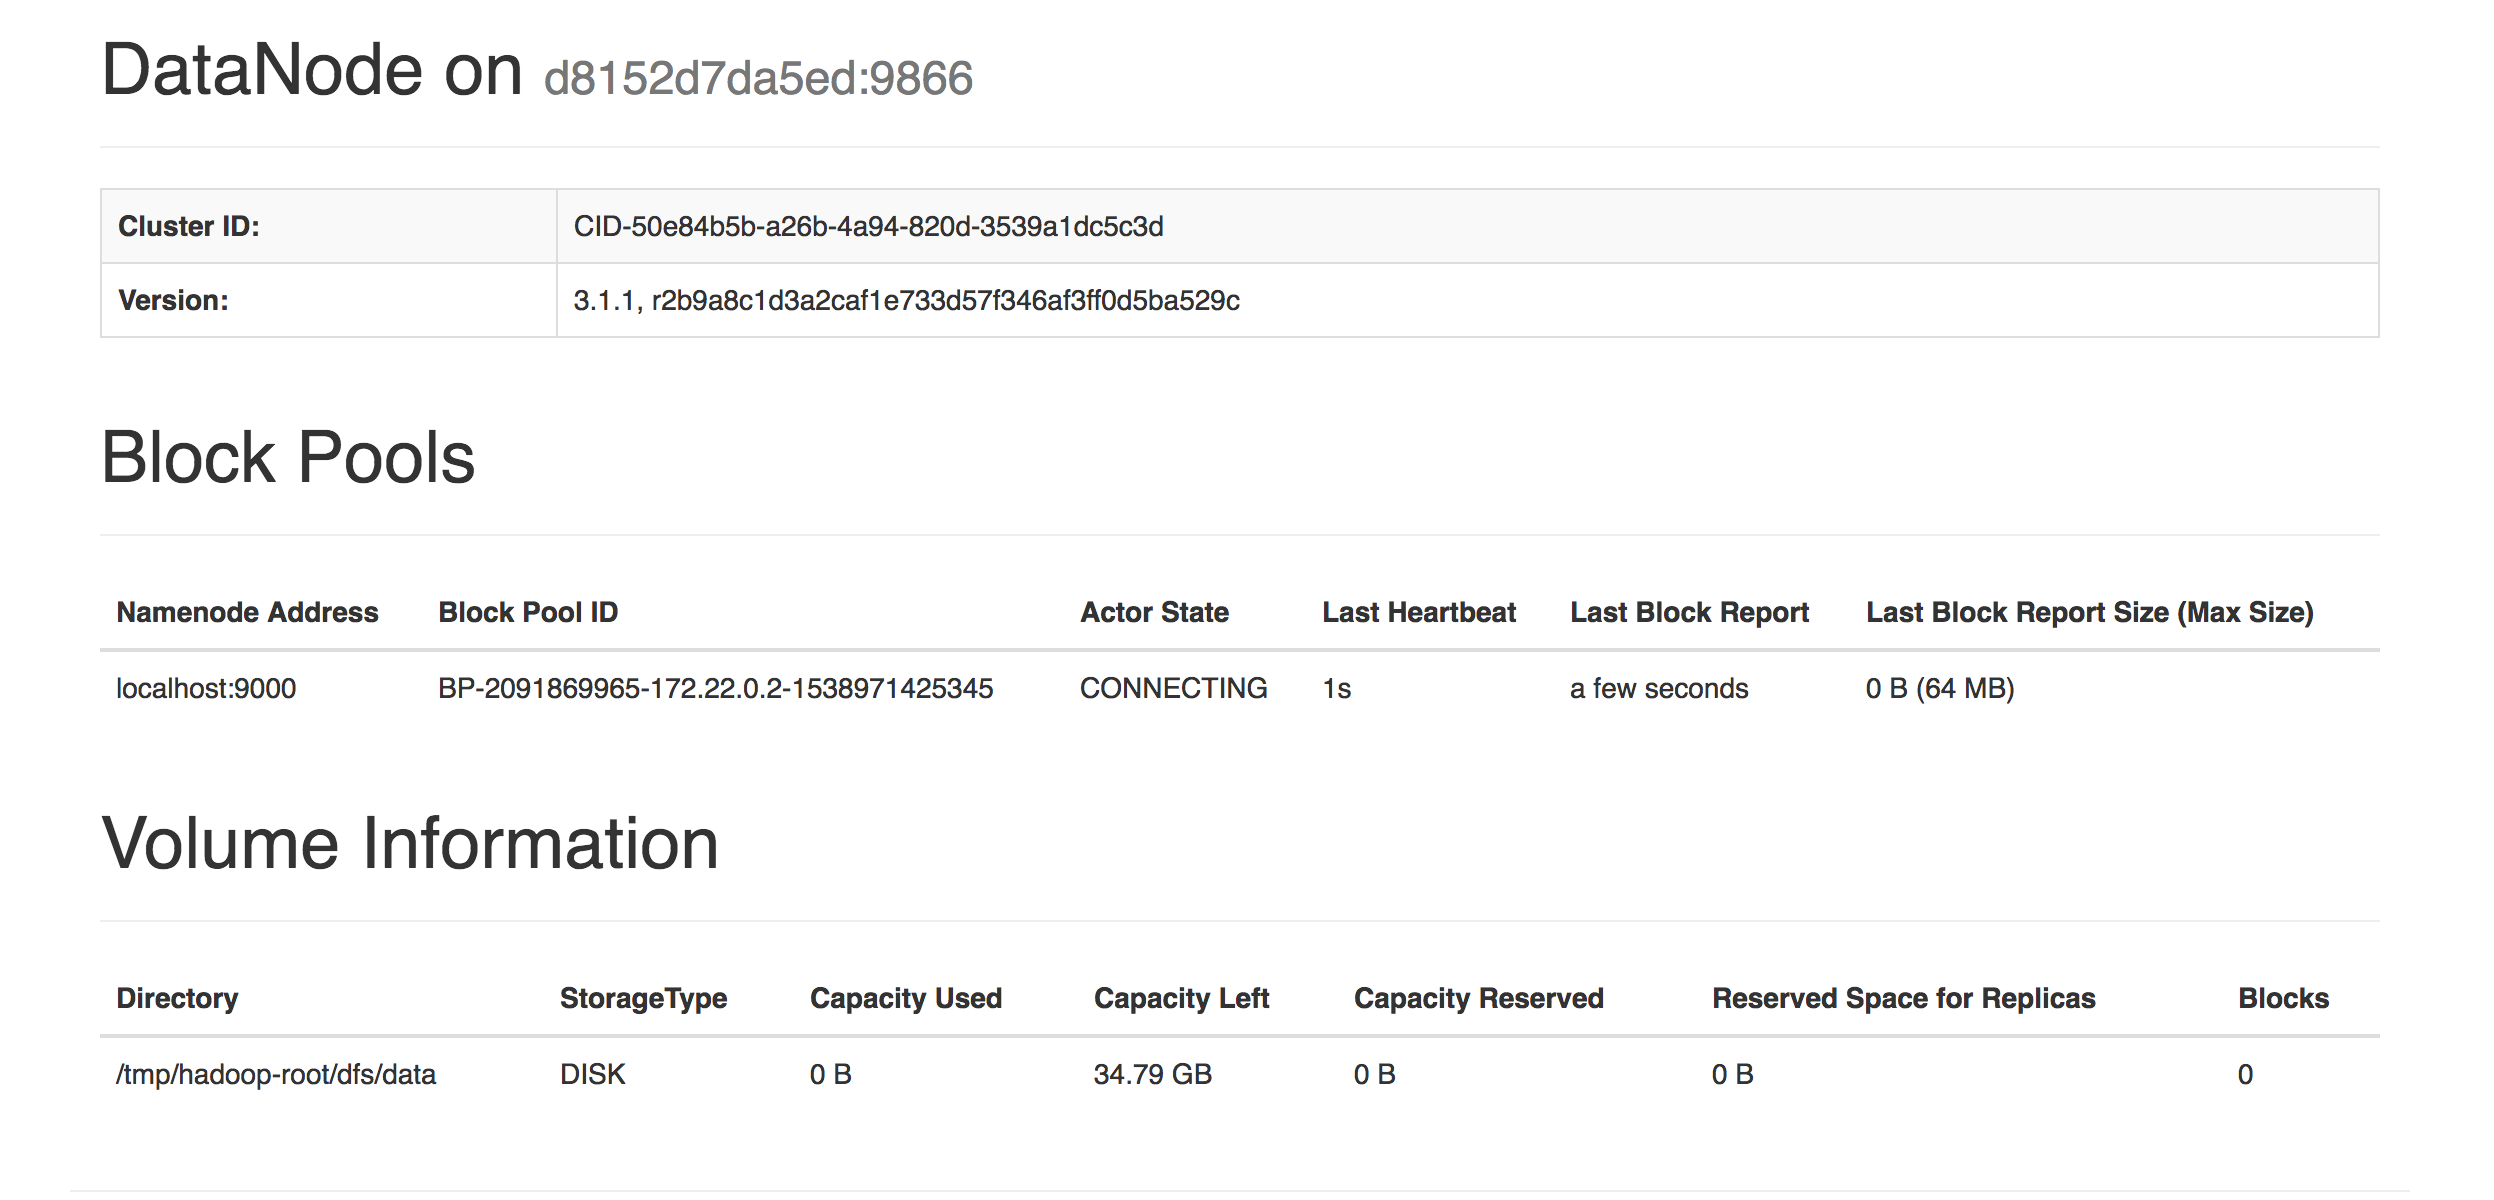 DataNode on d8152d7da5ed:9866
Cluster ID: CID-50e84b5b-a26b-4a94-820d-3539a1dc5c3d
Version: 3.1.1, r2b9a8c1d3a2caf1e733d57f346af3ff0d5ba529c
Block Pools
Namenode Address Block Pool ID Actor State Last Heartbeat Last Block Report Last Block Report Size (Max Size)
localhost:9000 BP-2091869965-172.22.0.2-1538971425345 CONNECTING 1s a few seconds 0 B (64 MB)
Volume Information
Directory StorageType Capacity Used Capacity Left Capacity Reserved Reserved Space for Replicas Blocks
/tmp/hadoop-root/dfs/data DISK 0 B 34.79 GB 0 B 0 B 0